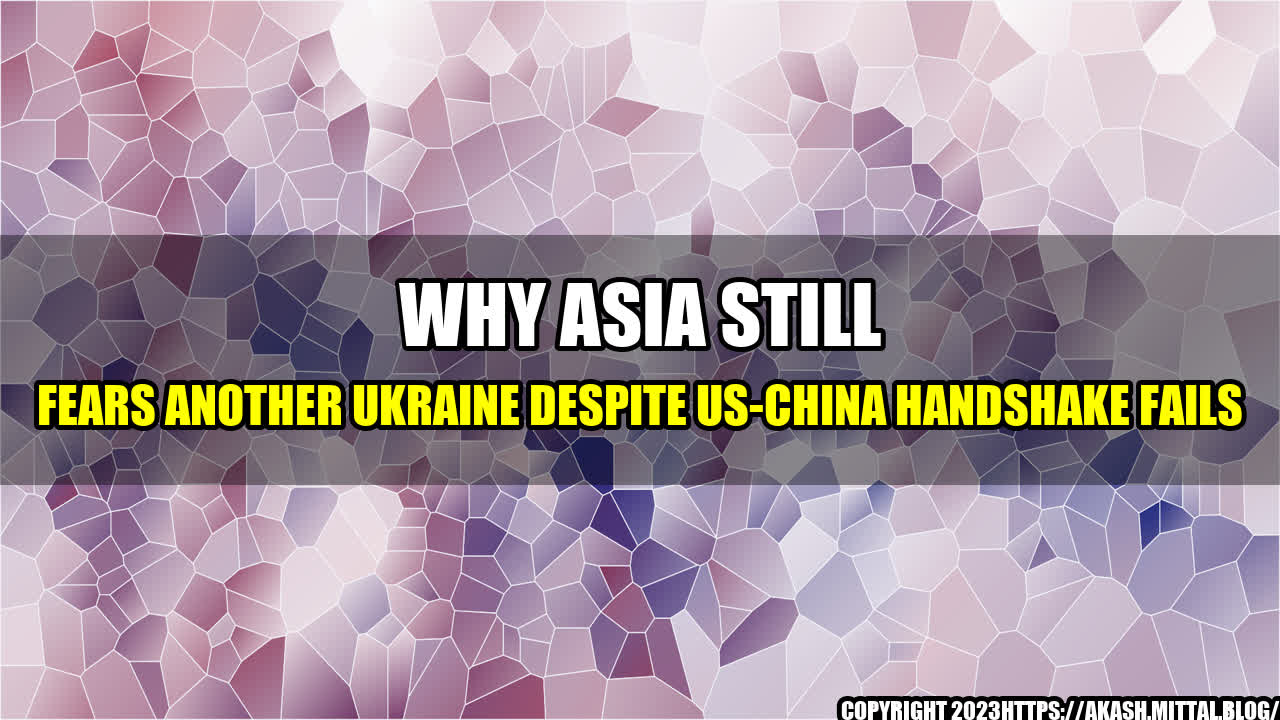 WHY ASIA STILL
FEARS ANOTHER UKRAINE DESPITE US-CHINA HANDSHAKE FAILS
COPYRIGHT 2023HTTPS://AKASH.MITTAL.BLOG/